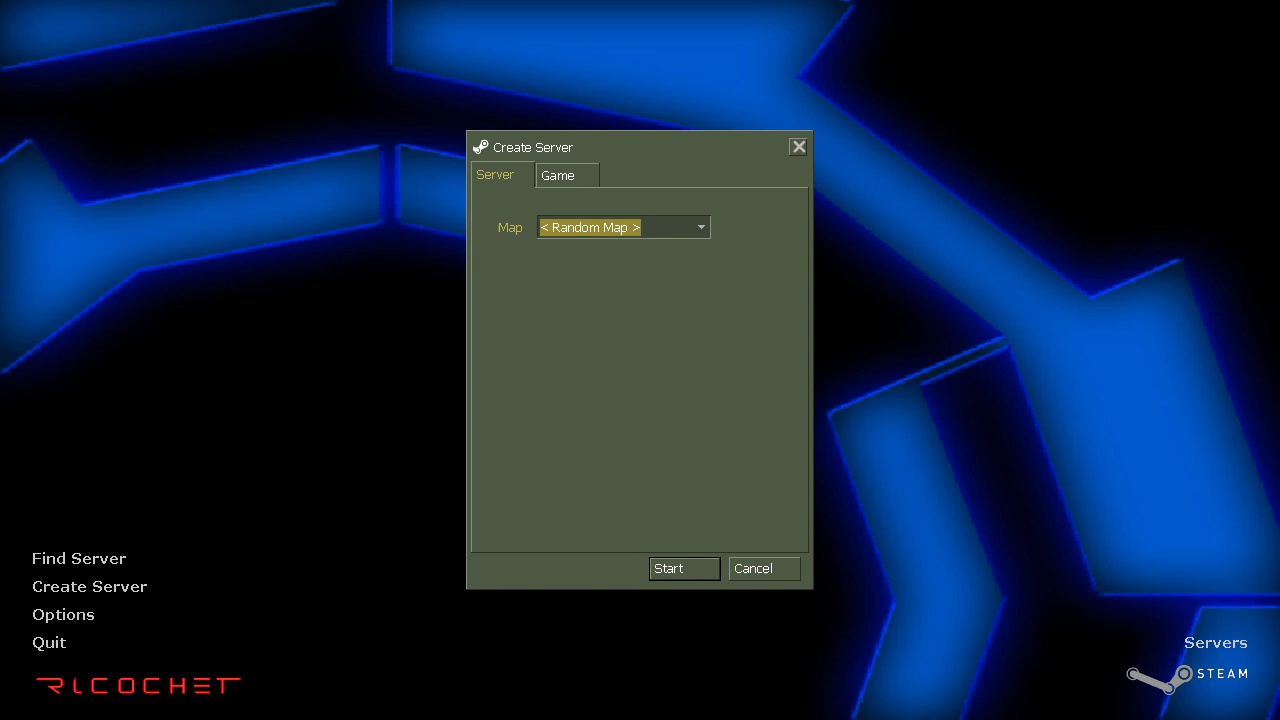 Create Server
Server
Game
Map
< Random Map >
Start
Cancel
Find Server
Create Server
Options
Quit
RICOCHET
Servers
STEAM